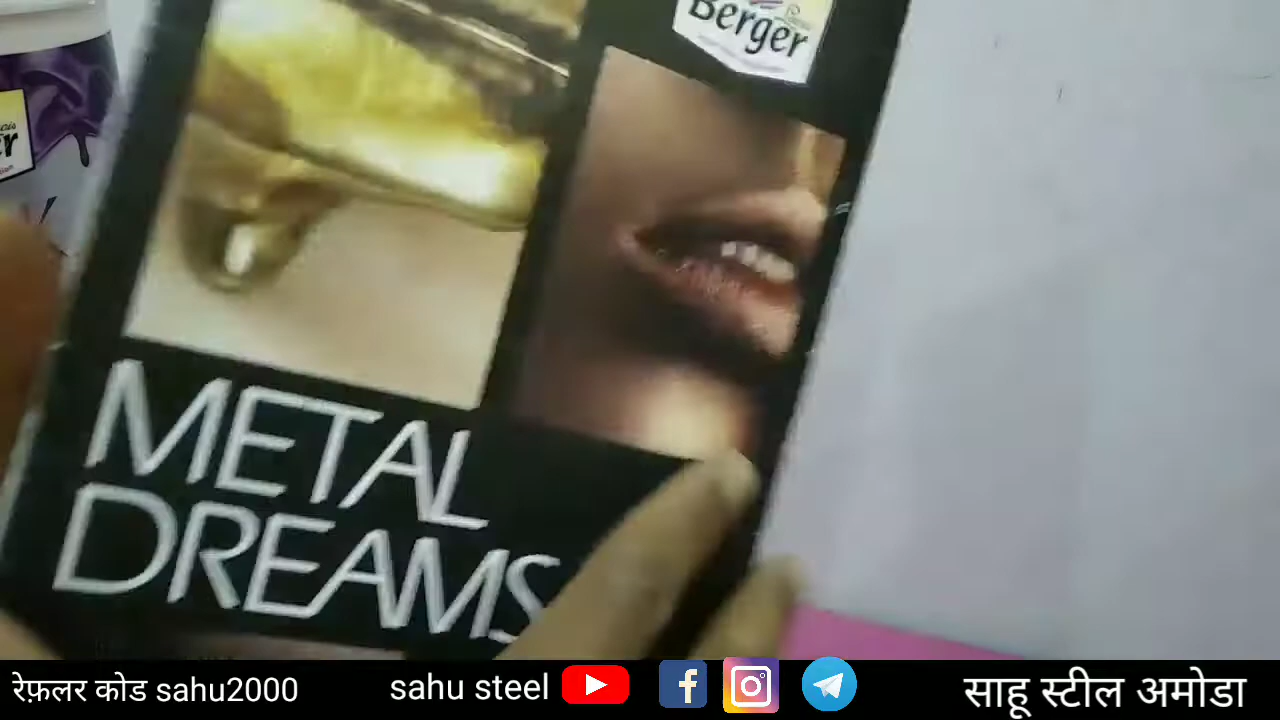 Berger
METAL
DREAMS
रेफ़लर कोड sahu2000
sahu steel
साहू स्टील अमोडा